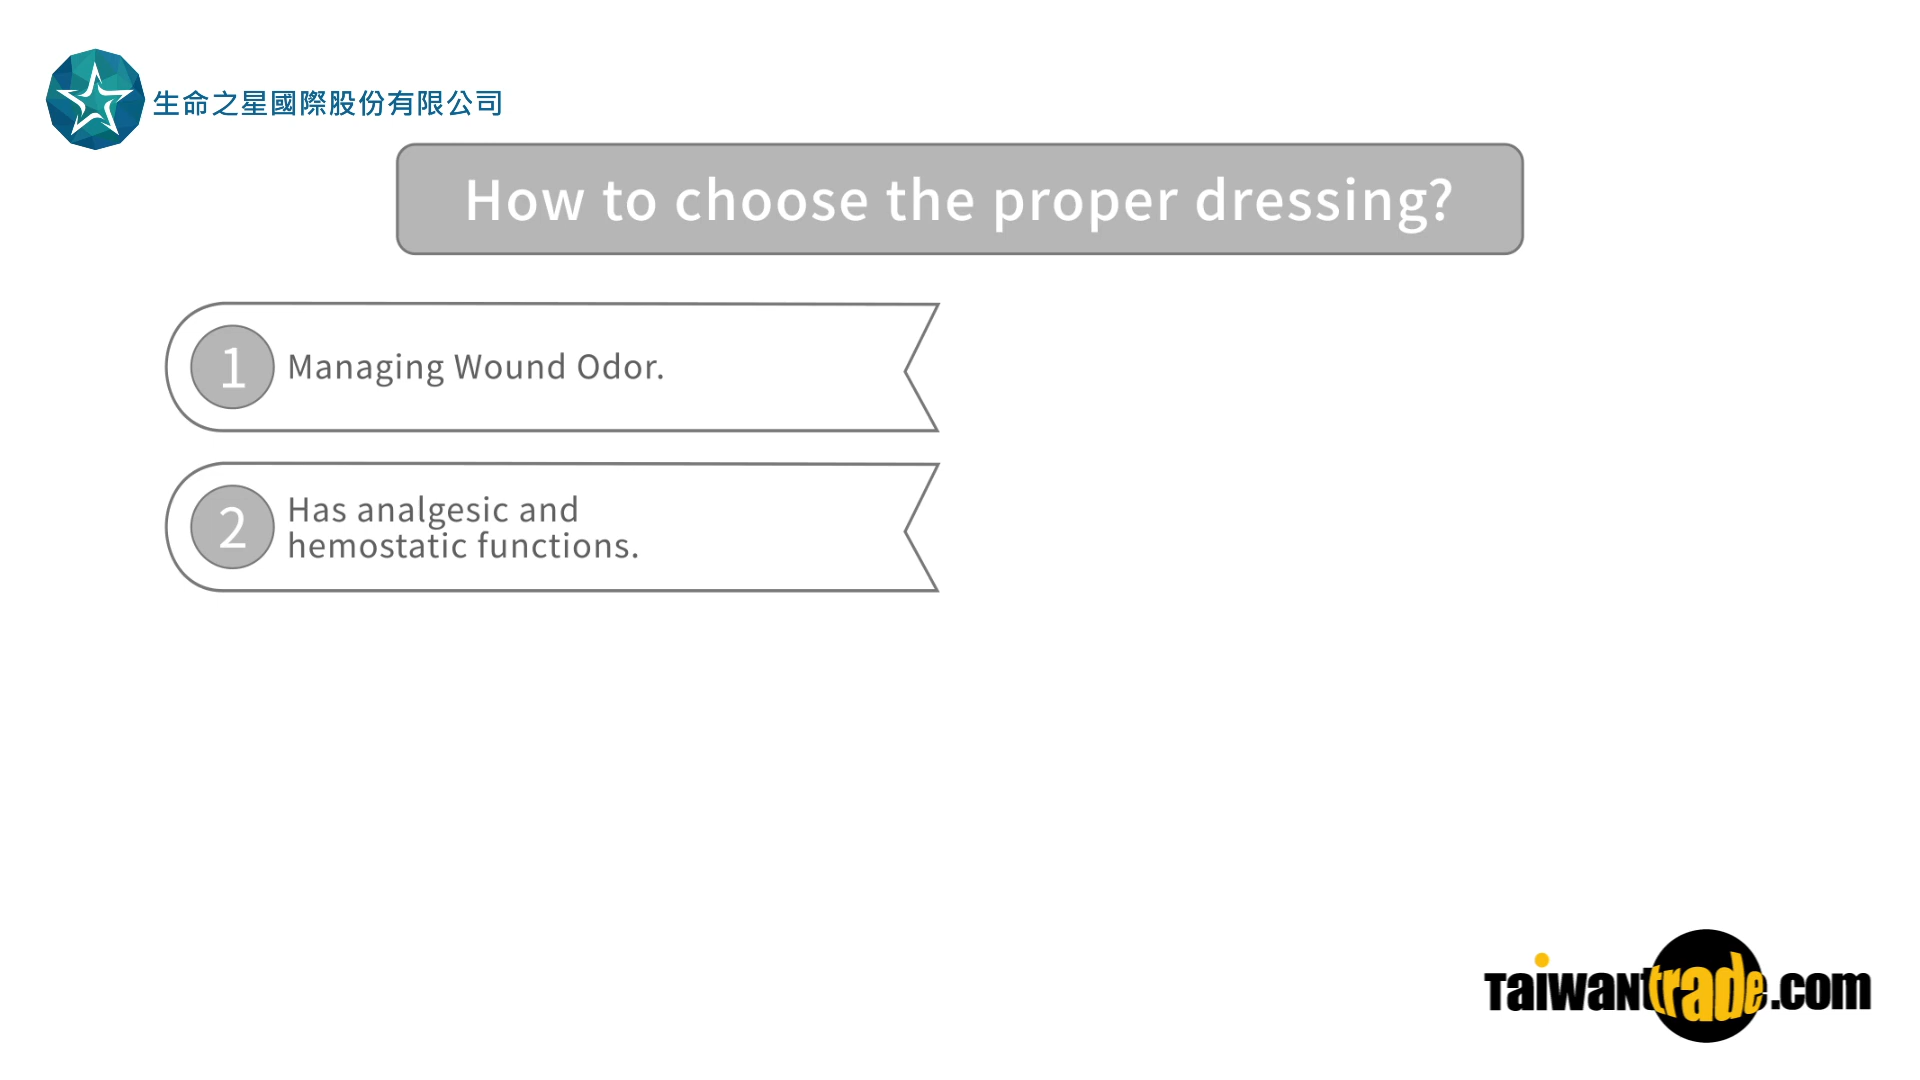 生命之星國際股份有限公司
How to choose the proper dressing?
1 Managing Wound Odor.
2 Has analgesic and
hemostatic functions.
Taiwantrade.com